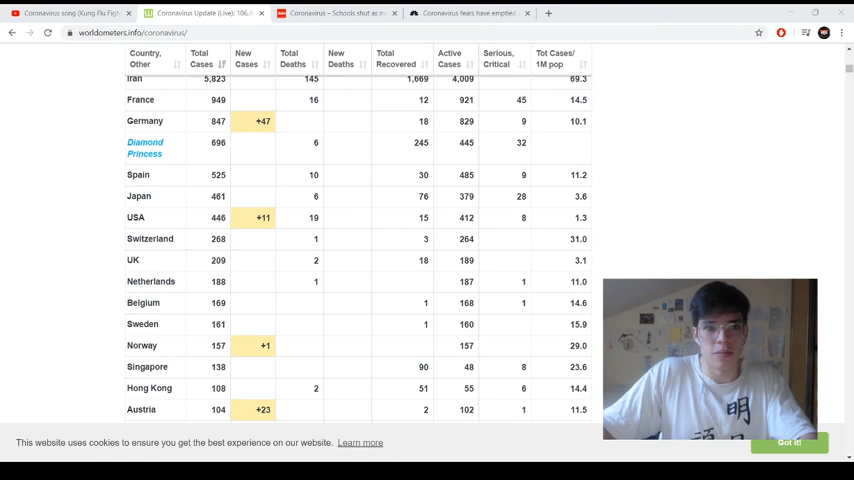 Coronavirus song (Kung Flu Figh
Coronavirus Update (Live): 106,4
Coronavirus – Schools shut as m
Coronavirus fears have emptied
worldometers.info/coronavirus/
Country, Other Total Cases New Cases Total Deaths New Deaths Total Recovered Active Cases Serious, Critical Tot Cases/ 1M pop
Iran 5,823 145 1,669 4,009 69.3
France 949 16 12 921 45 14.5
Germany 847 +47 18 829 9 10.1
Diamond Princess 696 6 245 445 32
Spain 525 10 30 485 9 11.2
Japan 461 6 76 379 28 3.6
USA 446 +11 19 15 412 8 1.3
Switzerland 268 1 3 264 31.0
UK 209 2 18 189 3.1
Netherlands 188 1 187 1 11.0
Belgium 169 1 168 1 14.6
Sweden 161 1 160 15.9
Norway 157 +1 157 29.0
Singapore 138 90 48 8 23.6
Hong Kong 108 2 51 55 6 14.4
Austria 104 +23 2 102 1 11.5
明
This website uses cookies to ensure you get the best experience on our website. Learn more
Got it!